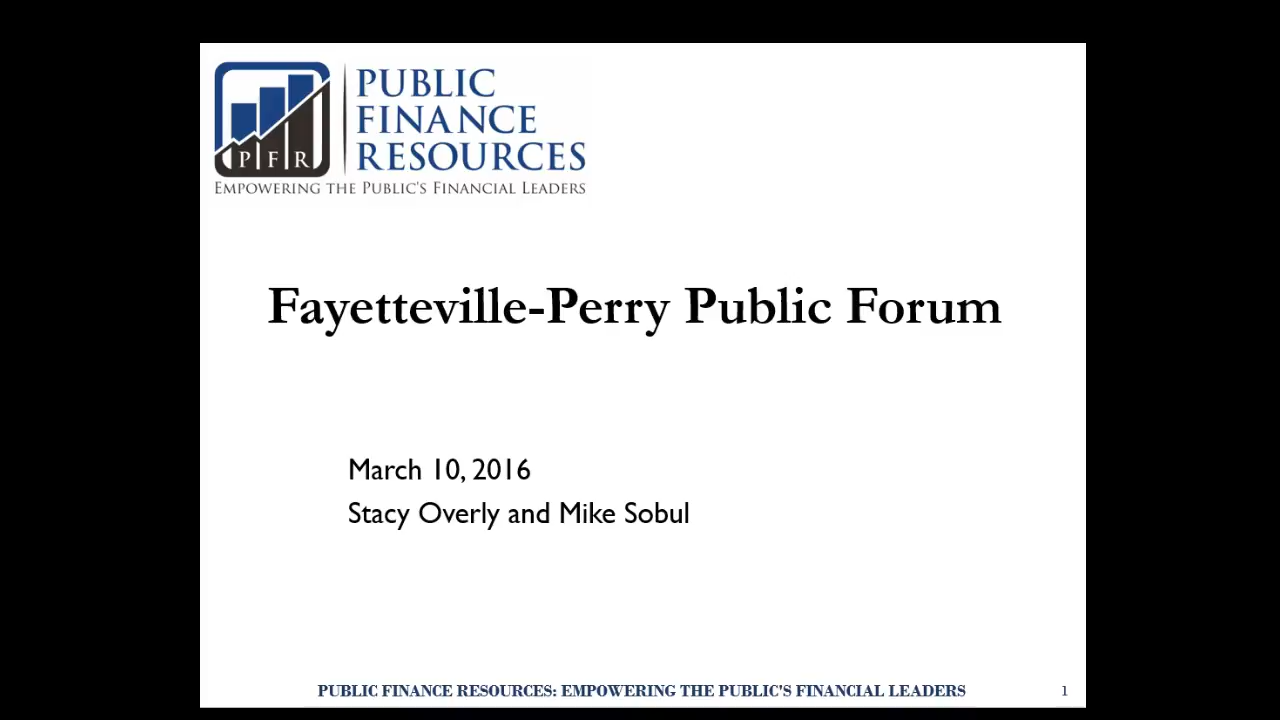 PUBLIC
FINANCE
RESOURCES
PFR
EMPOWERING THE PUBLIC'S FINANCIAL LEADERS
Fayetteville-Perry Public Forum
March 10, 2016
Stacy Overly and Mike Sobul
PUBLIC FINANCE RESOURCES: EMPOWERING THE PUBLIC'S FINANCIAL LEADERS 1